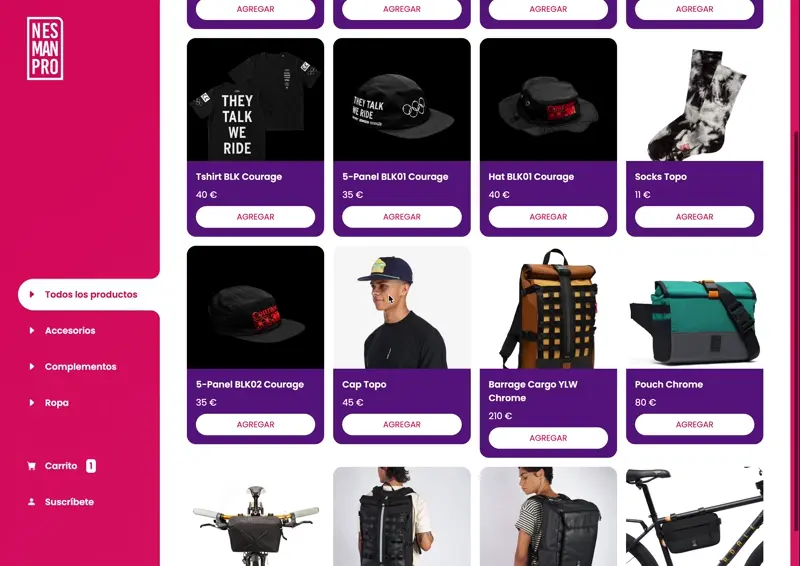 NES
MAN
PRO
Todos los productos
Accesorios
Complementos
Ropa
Carrito 1
Suscríbete
AGREGAR
AGREGAR
AGREGAR
AGREGAR
THEY
TALK
WE
RIDE
Tshirt BLK Courage
40 €
AGREGAR
THEY TALK
WE RIDE
5-Panel BLK01 Courage
35 €
AGREGAR
Hat BLK01 Courage
40 €
AGREGAR
Socks Topo
11 €
AGREGAR
5-Panel BLK02 Courage
35 €
AGREGAR
Cap Topo
45 €
AGREGAR
Barrage Cargo YLW
Chrome
210 €
AGREGAR
Pouch Chrome
80 €
AGREGAR